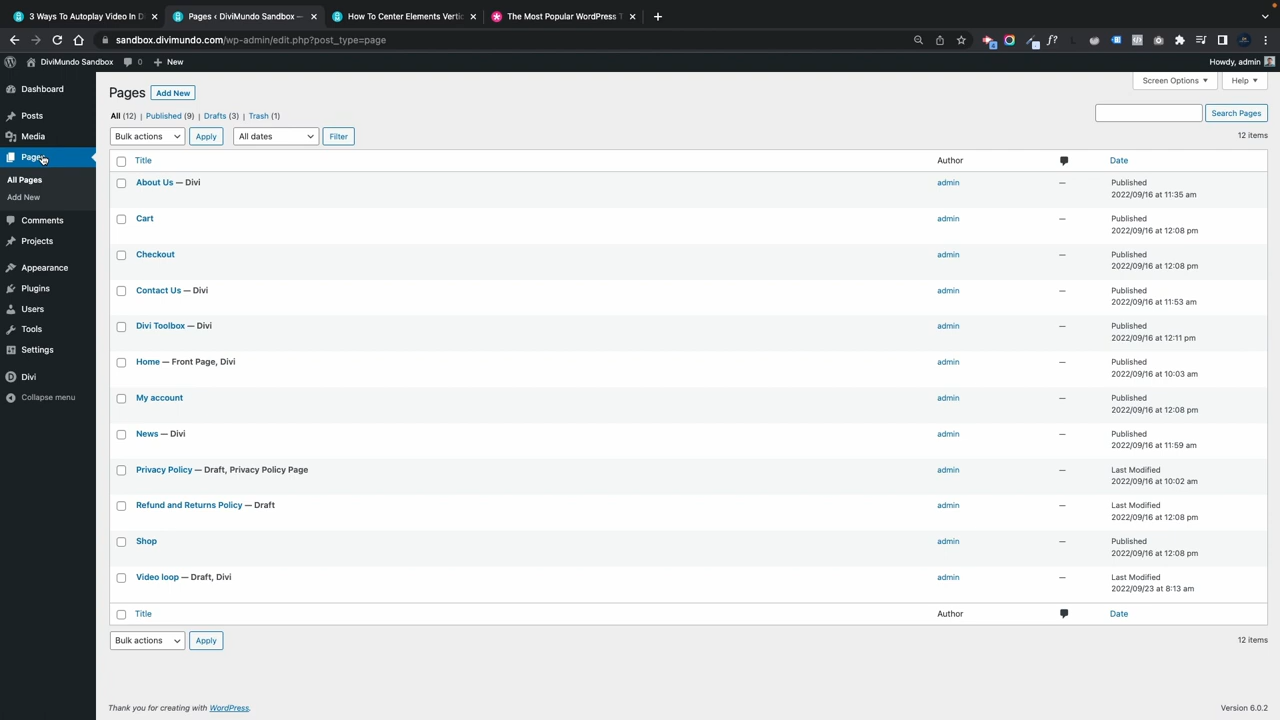 3 Ways To Autoplay Video In D
Pages ‹ DiviMundo Sandbox —
How To Center Elements Vertic
The Most Popular WordPress T
sandbox.divimundo.com/wp-admin/edit.php?post_type=page
DiviMundo Sandbox 0 New
Howdy, admin
Dashboard
Posts
Media
Pages
All Pages
Add New
Comments
Projects
Appearance
Plugins
Users
Tools
Settings
Divi
Collapse menu
Screen Options Help
Pages Add New
All (12) | Published (9) | Drafts (3) | Trash (1)
Search Pages
Bulk actions Apply All dates Filter
12 items
Title Author Date
About Us — Divi admin — Published
2022/09/16 at 11:35 am
Cart admin — Published
2022/09/16 at 12:08 pm
Checkout admin — Published
2022/09/16 at 12:08 pm
Contact Us — Divi admin — Published
2022/09/16 at 11:53 am
Divi Toolbox — Divi admin — Published
2022/09/16 at 12:11 pm
Home — Front Page, Divi admin — Published
2022/09/16 at 10:03 am
My account admin — Published
2022/09/16 at 12:08 pm
News — Divi admin — Published
2022/09/16 at 11:59 am
Privacy Policy — Draft, Privacy Policy Page admin — Last Modified
2022/09/16 at 10:02 am
Refund and Returns Policy — Draft admin — Last Modified
2022/09/16 at 12:08 pm
Shop admin — Published
2022/09/16 at 12:08 pm
Video loop — Draft, Divi admin — Last Modified
2022/09/23 at 8:13 am
Title Author Date
Bulk actions Apply
12 items
Thank you for creating with WordPress.
Version 6.0.2